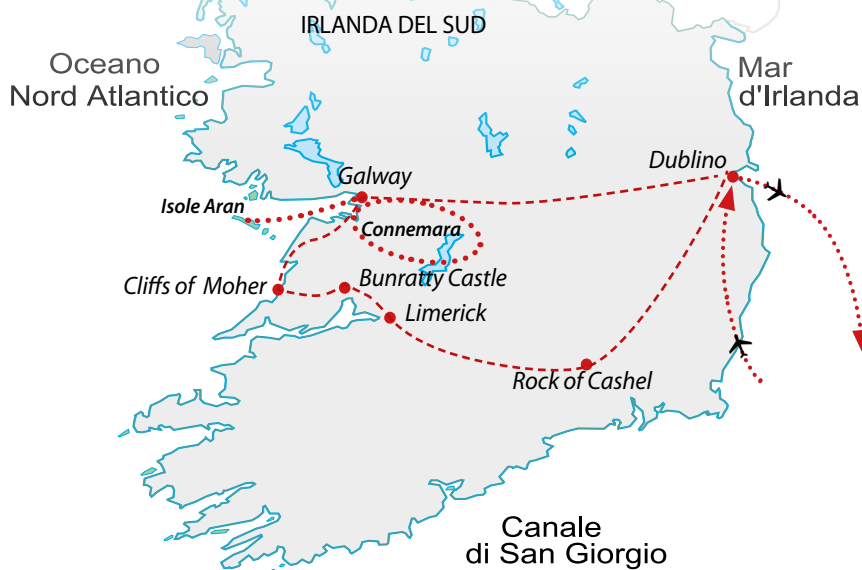 IRLANDA DEL SUD
Oceano
Nord Atlantico
Mar
d'Irlanda
Dublino
Galway
Isole Aran
Connemara
Cliffs of Moher
Bunratty Castle
Limerick
Rock of Cashel
Canale
di San Giorgio